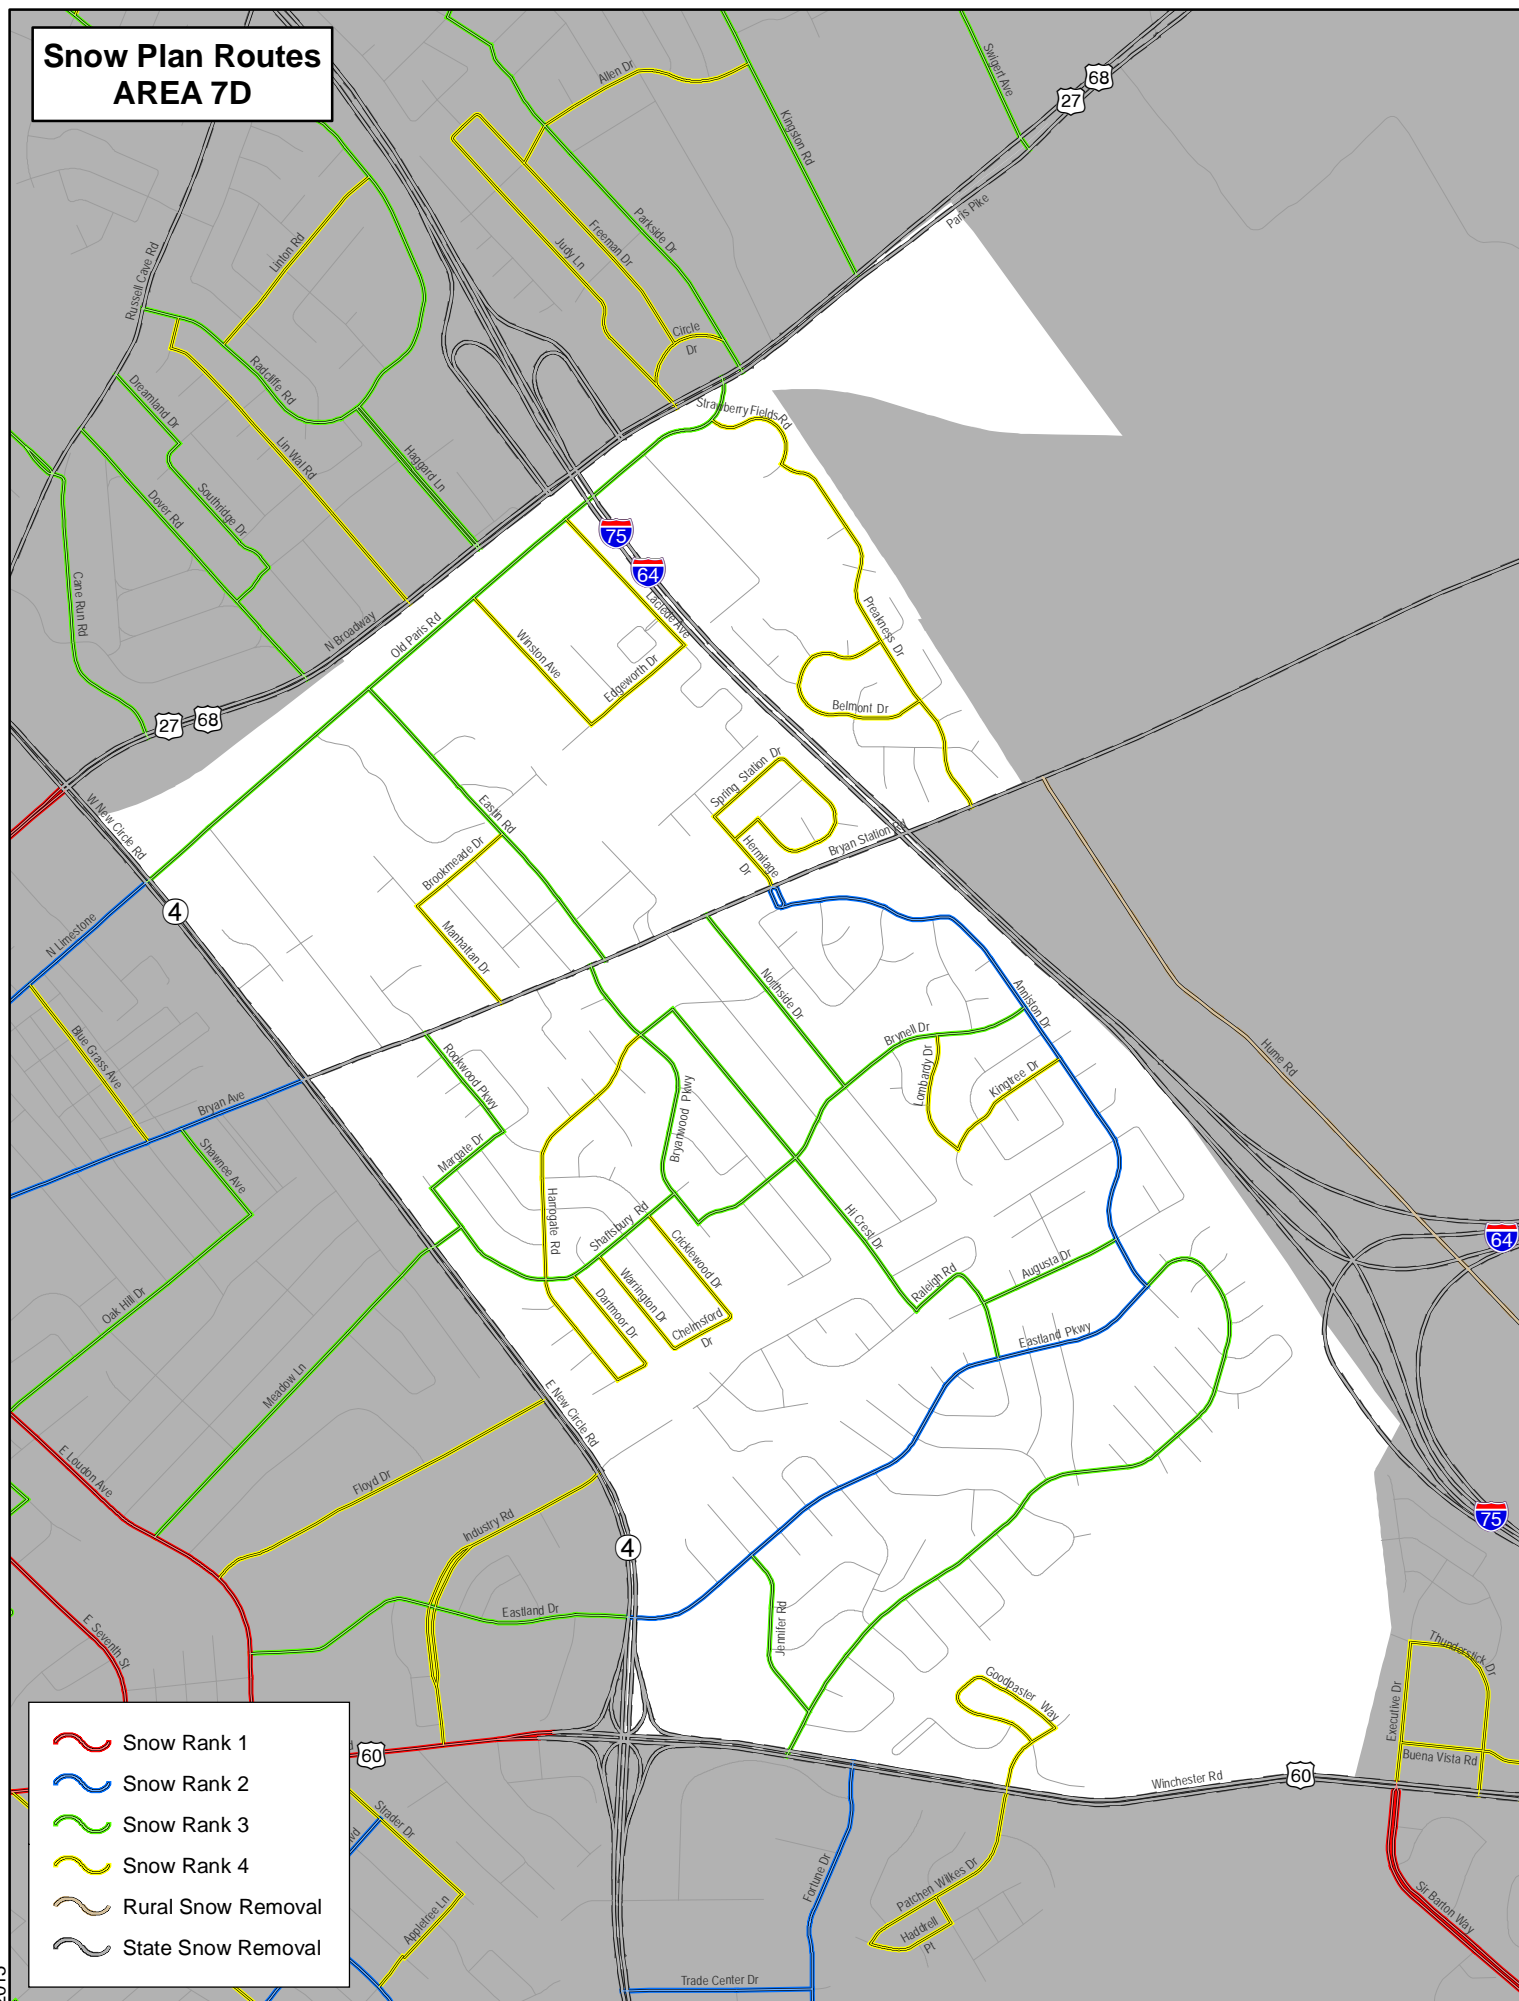 Snow Plan Routes
AREA 7D
Allen Dr
Swigert Ave
68
27
Kingston Rd
Paris Pike
Parkside Dr
Freeman Dr
Judy Ln
Linton Rd
Russell Cave Rd
Circle
Dr
Radcliffe Rd
Dreamland Dr
Strawberry Fields Rd
Lin Wal Rd
Haggard Ln
Southridge Dr
Dover Rd
75
64
Cane Run Rd
Laclede Ave
Preakness Dr
N Broadway
Old Paris Rd
Winston Ave
Edgeworth Dr
Belmont Dr
27
68
Spring Station Dr
W New Circle Rd
Eastin Rd
Bryan Station Rd
Hermitage
Dr
Brookmeade Dr
4
N Limestone
Manhattan Dr
Northside Dr
Anniston Dr
Brynell Dr
Hume Rd
Blue Grass Ave
Rookwood Pkwy
Lombardy Dr
Kingtree Dr
Bryan Ave
Bryanwood Pkwy
Shawnee Ave
Margate Dr
Harrogate Rd
Shaftsbury Rd
Hi Crest Dr
64
Cricklewood Dr
Augusta Dr
Raleigh Rd
Oak Hill Dr
Warrington Dr
Dartmoor Dr
Chelmsford
Dr
Eastland Pkwy
Meadow Ln
E New Circle Rd
E Loudon Ave
Floyd Dr
Industry Rd
75
4
Eastland Dr
Jennifer Rd
E Seventh St
Thunderstick Dr
Goodpaster Way
Executive Dr
Buena Vista Rd
60
Winchester Rd
60
Snow Rank 1
Snow Rank 2
Snow Rank 3
Snow Rank 4
Rural Snow Removal
State Snow Removal
Strader Dr
Appletree Ln
Fortune Dr
Patchen Wilkes Dr
Haddrell
Pt
Sir Barton Way
Trade Center Dr